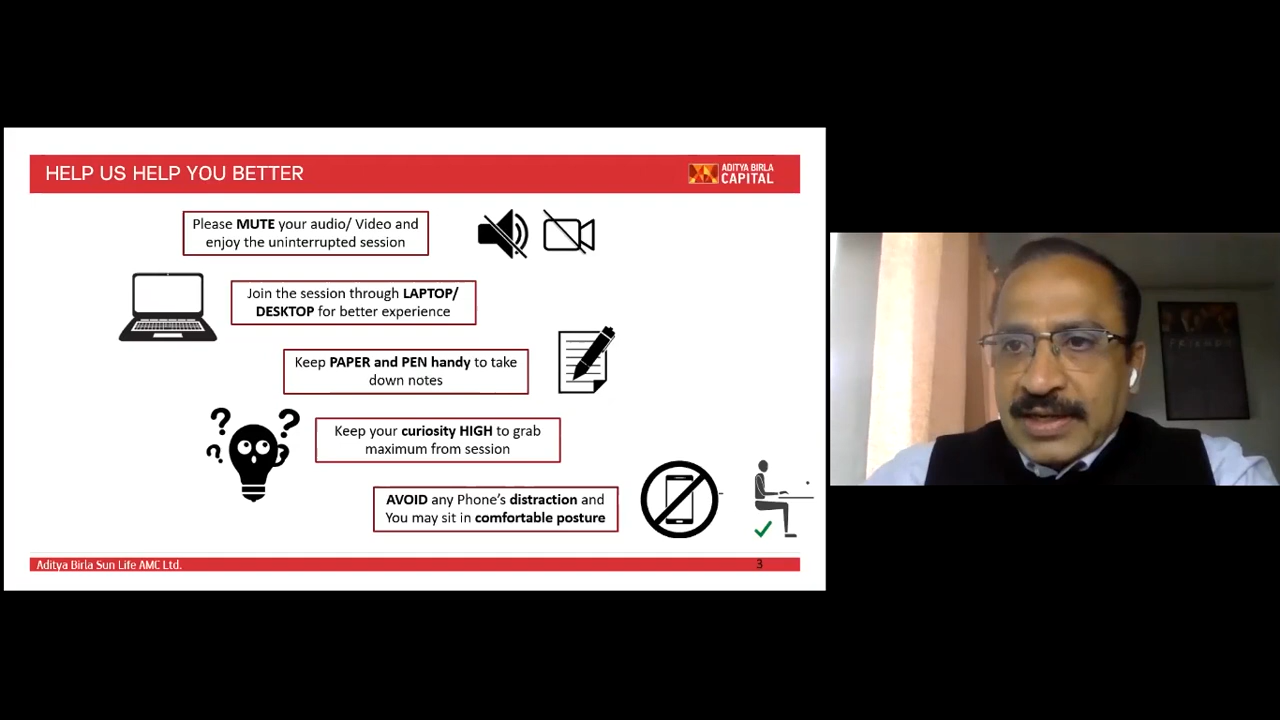 HELP US HELP YOU BETTER
ADITYA BIRLA
CAPITAL
Please MUTE your audio/ Video and
enjoy the uninterrupted session
Join the session through LAPTOP/
DESKTOP for better experience
Keep PAPER and PEN handy to take
down notes
Keep your curiosity HIGH to grab
maximum from session
AVOID any Phone's distraction and
You may sit in comfortable posture
Aditya Birla Sun Life AMC Ltd.
3
FRIENDS